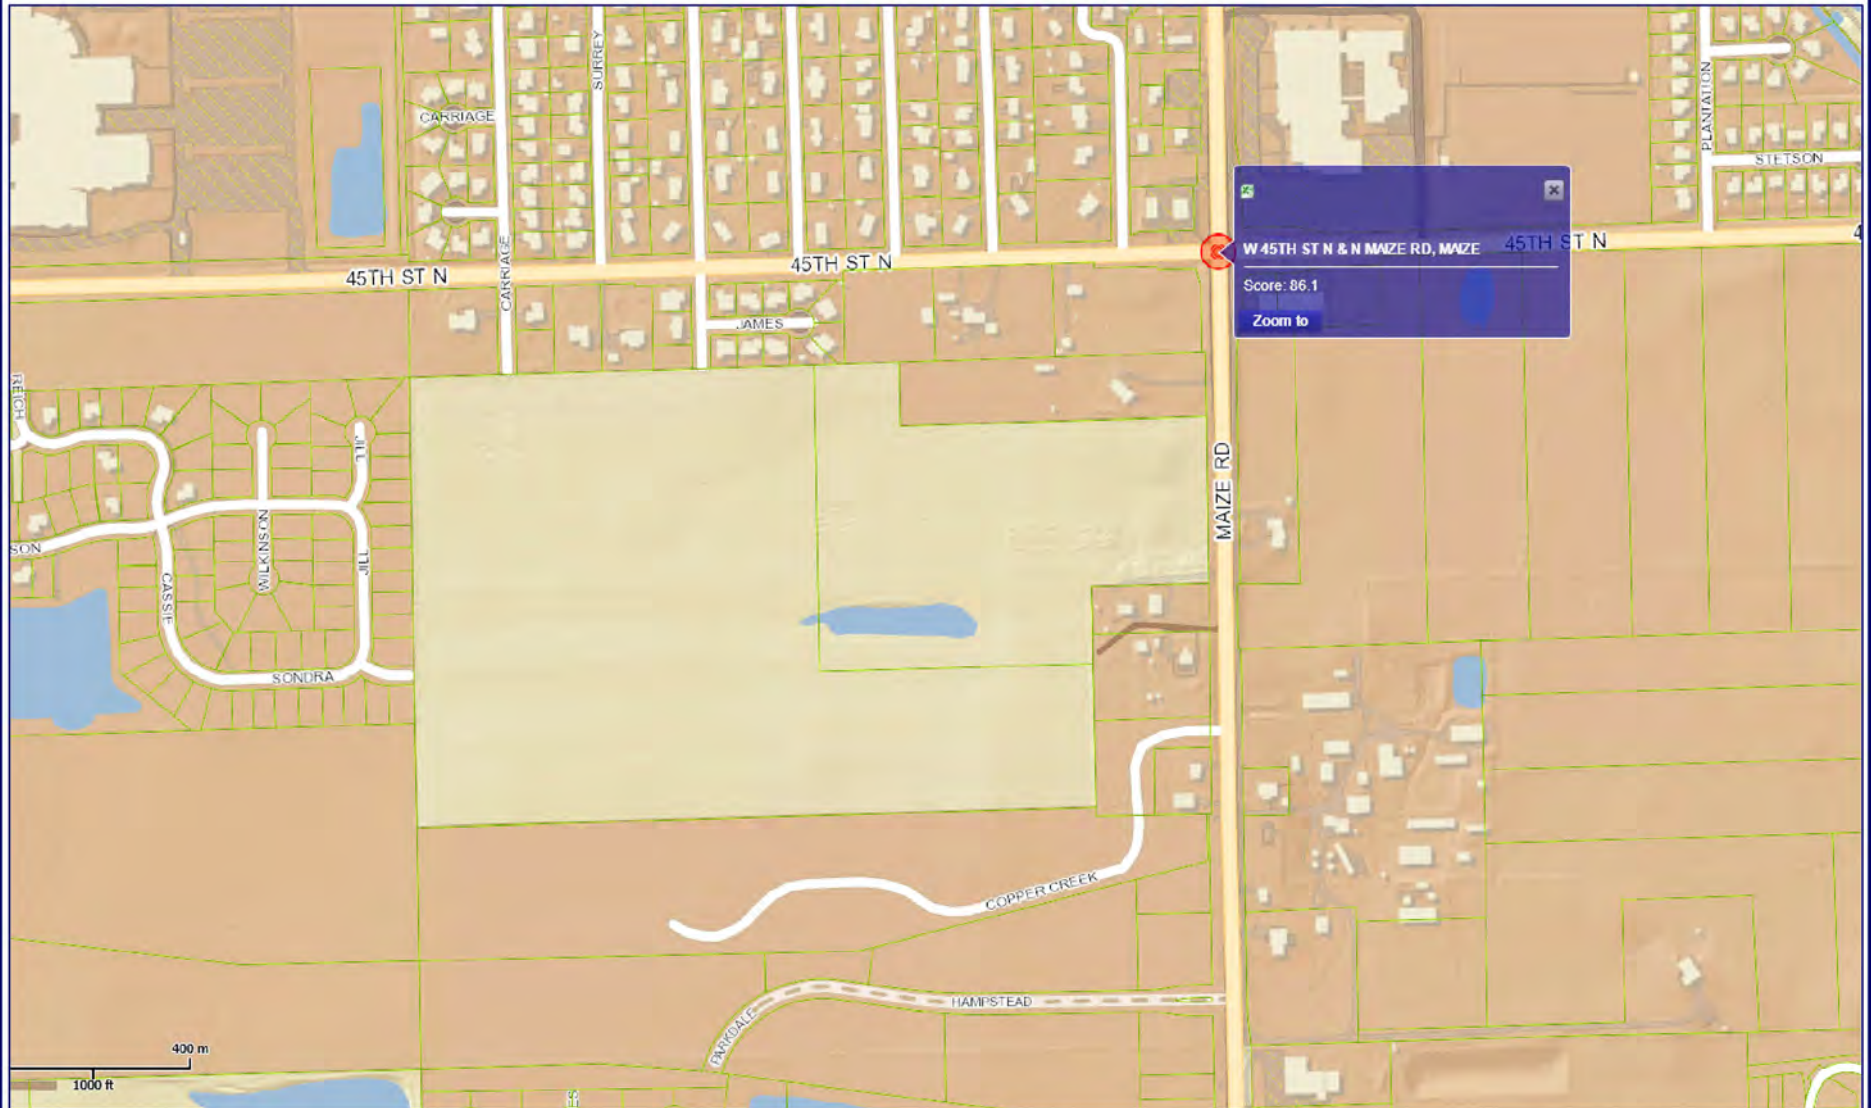 SURREY
CARRIAGE
PLANTATION
STETSON
W 45TH ST N & N MAIZE RD, MAIZE
Score: 86.1
Zoom to
45TH ST N
45TH ST N
45TH ST N
CARRIAGE
JAMES
REICH
JILL
MAIZE RD
WILKINSON
SON
JILL
CASSIE
SONDRA
COPPER CREEK
HAMPSTEAD
PARKDALE
400 m
1000 ft